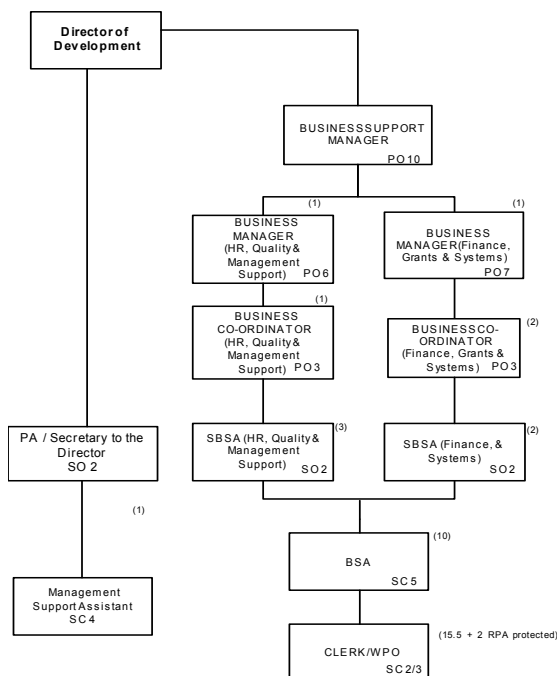 Director of
Development
BUSINESSSUPPORT
MANAGER
PO10
(1)
BUSINESS
MANAGER
(HR, Quality &
Management
Support)
PO6
(1)
BUSINESS
MANAGER(Finance,
Grants & Systems)
PO7
(1)
BUSINESS
CO-ORDINATOR
(HR, Quality &
Management
Support)
PO3
(2)
BUSINESSCO-
ORDINATOR
(Finance, Grants &
Systems)
PO3
(3)
SBSA (HR, Quality &
Management
Support)
SO2
(2)
SBSA (Finance, &
Systems)
SO2
PA / Secretary to the
Director
SO 2
(1)
Management
Support Assistant
SC4
(10)
BSA
SC5
(15.5 + 2 RPA protected)
CLERK/WPO
SC2/3